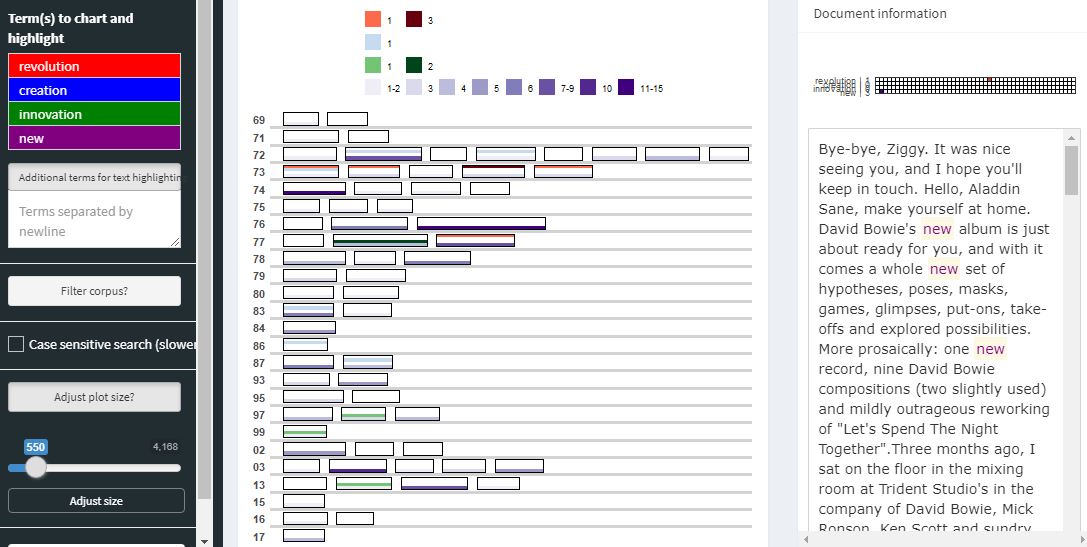 Term(s) to chart and
highlight
revolution
creation
innovation
new
Additional terms for text highlighting
Terms separated by
newline
Filter corpus?
Case sensitive search (slower
Adjust plot size?
550
4,168
Adjust size
1 3
1
1 2
1-2 3 4 5 6 7-9 10 11-15
69
71
72
73
74
75
76
77
78
79
80
83
84
86
87
93
95
97
99
02
03
13
15
16
17
Document information
revolution | 1
new | 3
Bye-bye, Ziggy. It was nice
seeing you, and I hope you'll
keep in touch. Hello, Aladdin
Sane, make yourself at home.
David Bowie's new album is just
about ready for you, and with it
comes a whole new set of
hypotheses, poses, masks,
games, glimpses, put-ons, take-
offs and explored possibilities.
More prosaically: one new
record, nine David Bowie
compositions (two slightly used)
and mildly outrageous reworking
of "Let's Spend The Night
Together".Three months ago, I
sat on the floor in the mixing
room at Trident Studio's in the
company of David Bowie, Mick
Ronson, Ken Scott and sundry